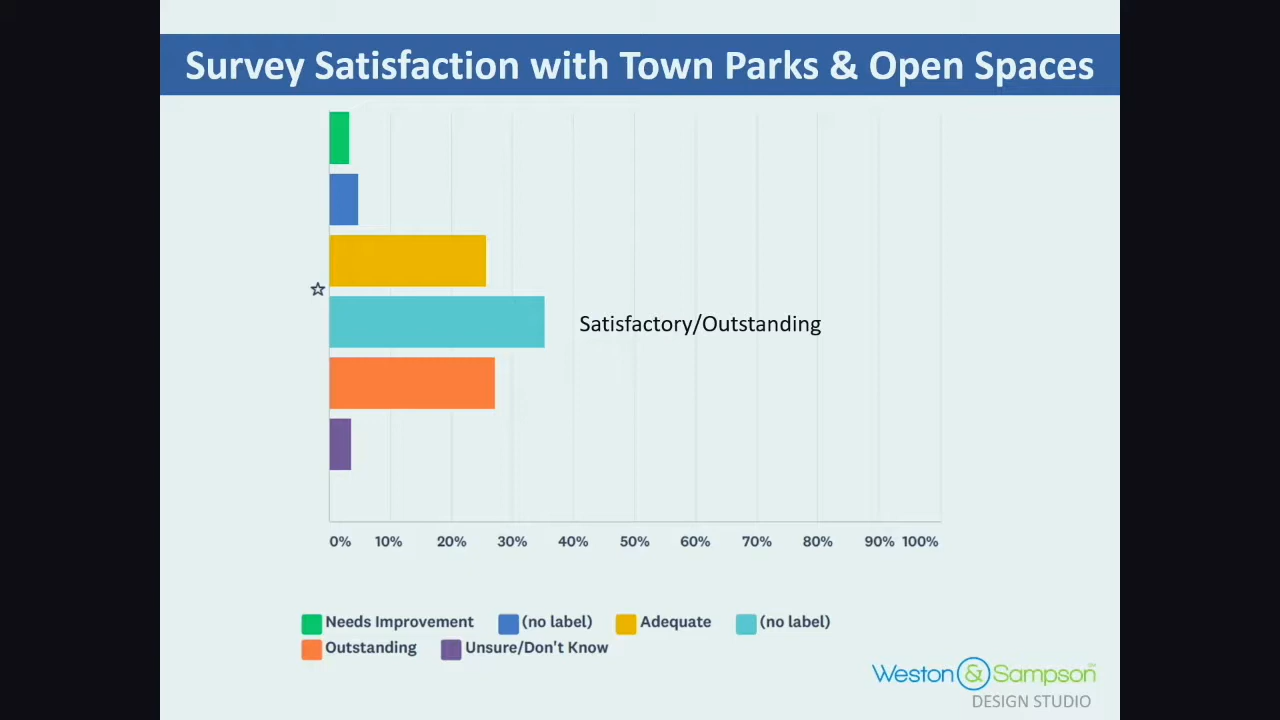 Survey Satisfaction with Town Parks & Open Spaces
Satisfactory/Outstanding
0% 10% 20% 30% 40% 50% 60% 70% 80% 90% 100%
Needs Improvement (no label) Adequate (no label)
Outstanding Unsure/Don't Know
Weston & Sampson
DESIGN STUDIO